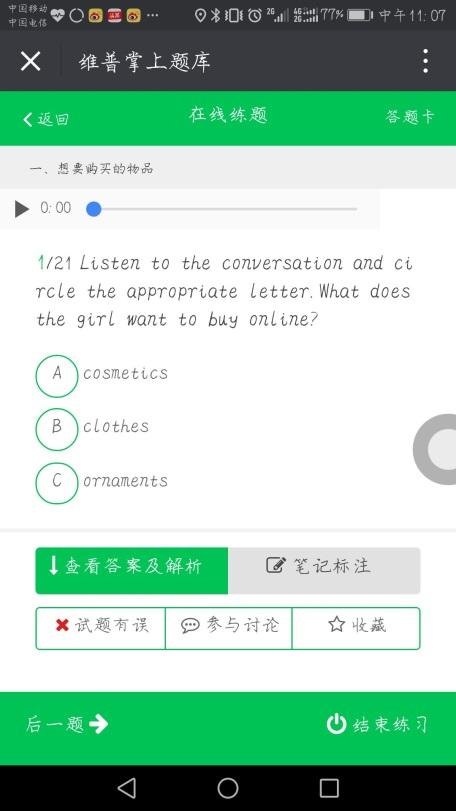 中国移动
中国电信
2G
4G
2G
77%
中午11:07
维普掌上题库
返回
在线练题
答题卡
一、想要购买的物品
0:00
1/21 Listen to the conversation and ci
rcle the appropriate letter.What does
the girl want to buy online?
A cosmetics
B clothes
C ornaments
查看答案及解析
笔记标注
试题有误
参与讨论
收藏
后一题
结束练习